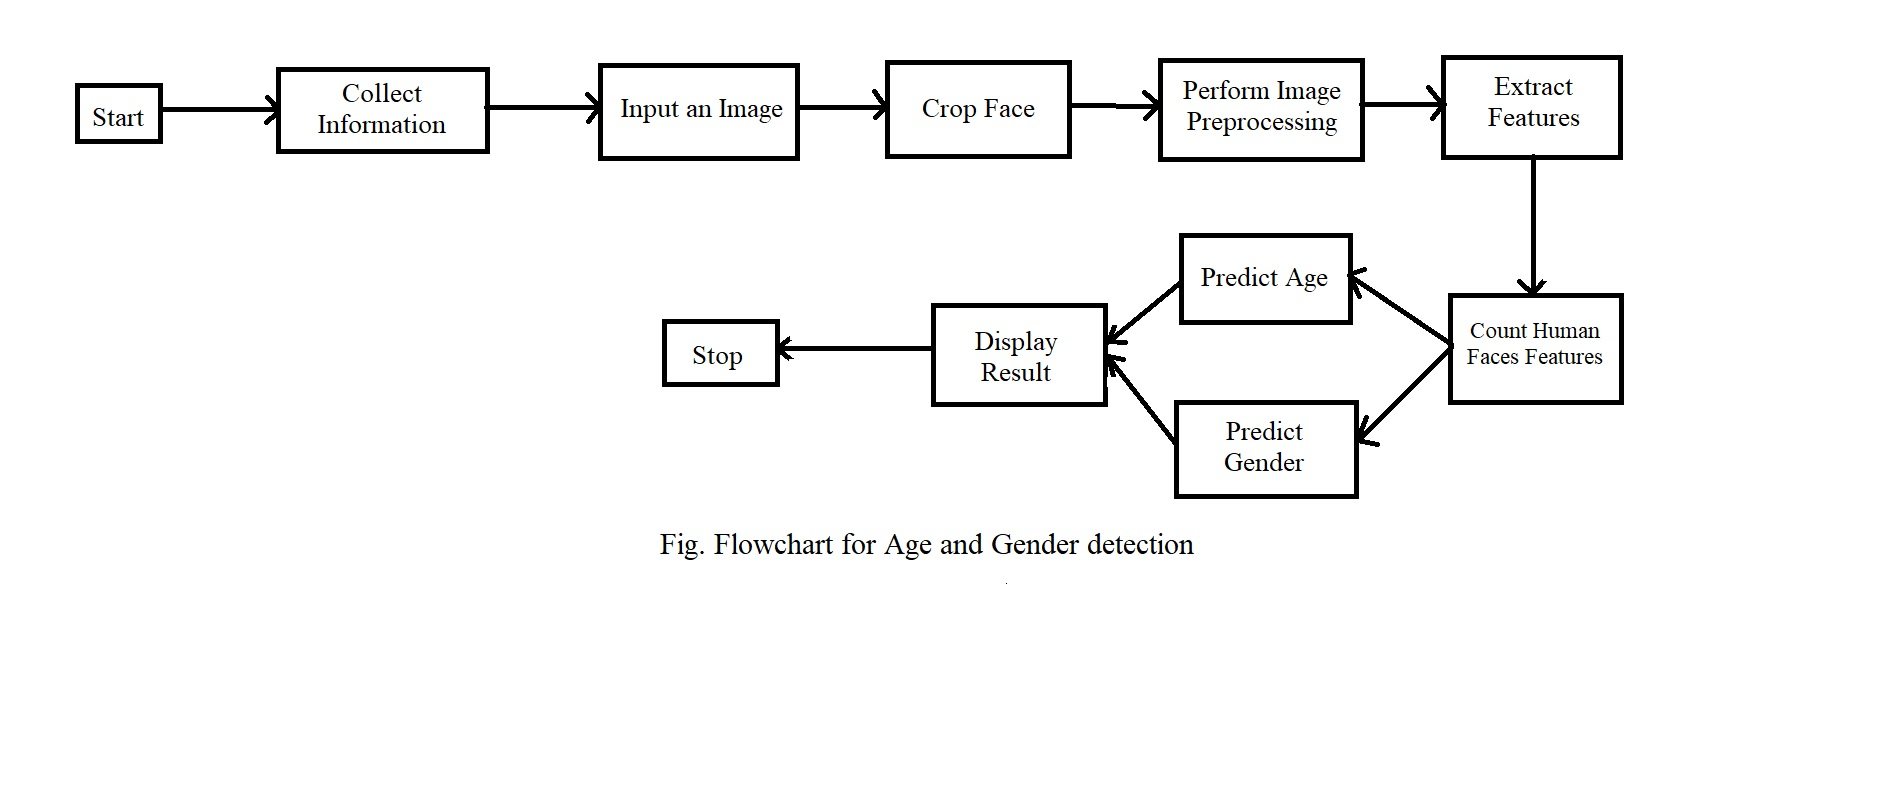 Start
Collect
Information
Input an Image
Crop Face
Perform Image
Preprocessing
Extract
Features
Count Human
Faces Features
Predict Age
Predict
Gender
Display
Result
Stop
Fig. Flowchart for Age and Gender detection